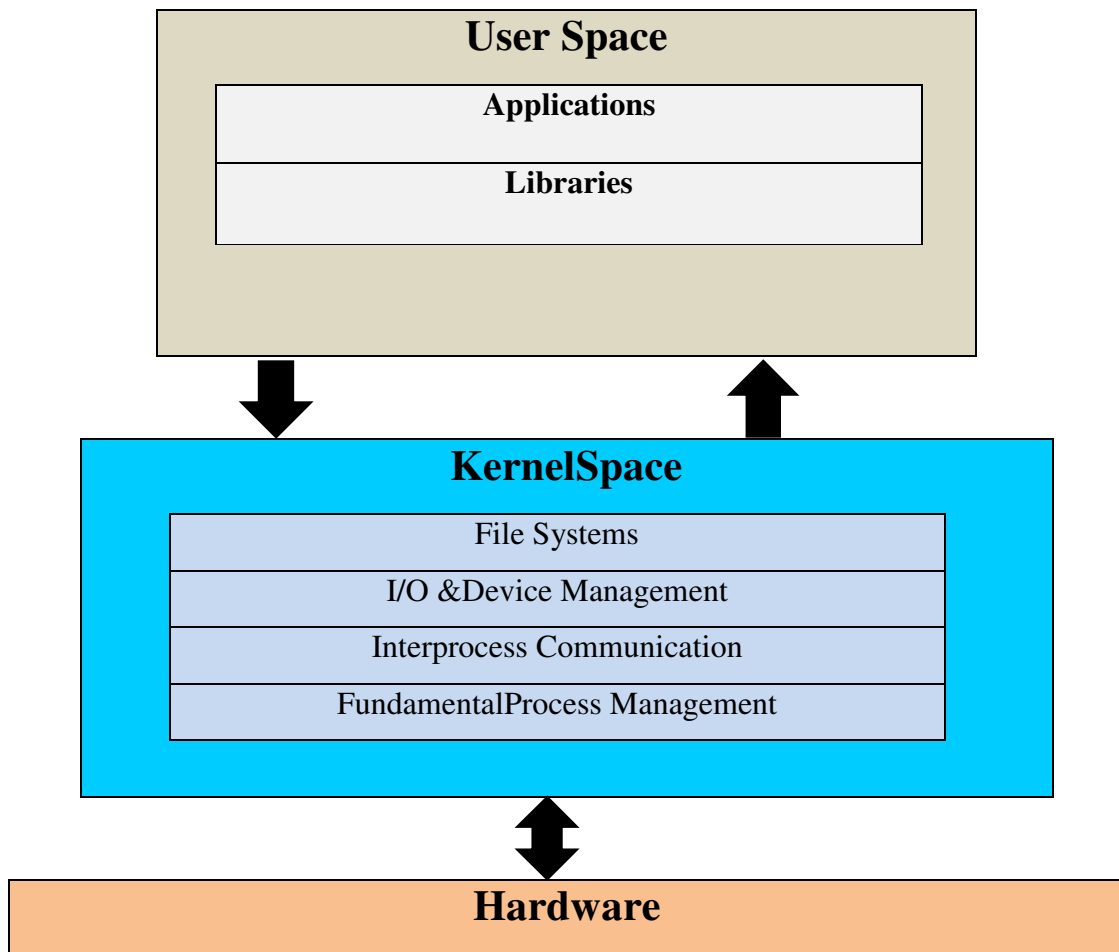 User Space
Applications
Libraries
KernelSpace
File Systems
I/O &Device Management
Interprocess Communication
FundamentalProcess Management
Hardware